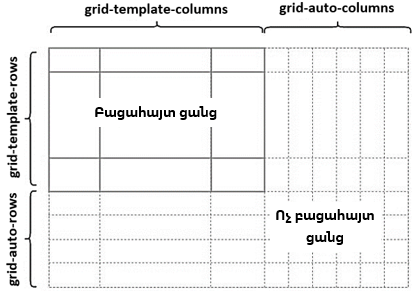 grid-template-columns
grid-auto-columns
grid-template-rows
Բացահայտ ցանց
grid-auto-rows
Ոչ բացահայտ
ցանց